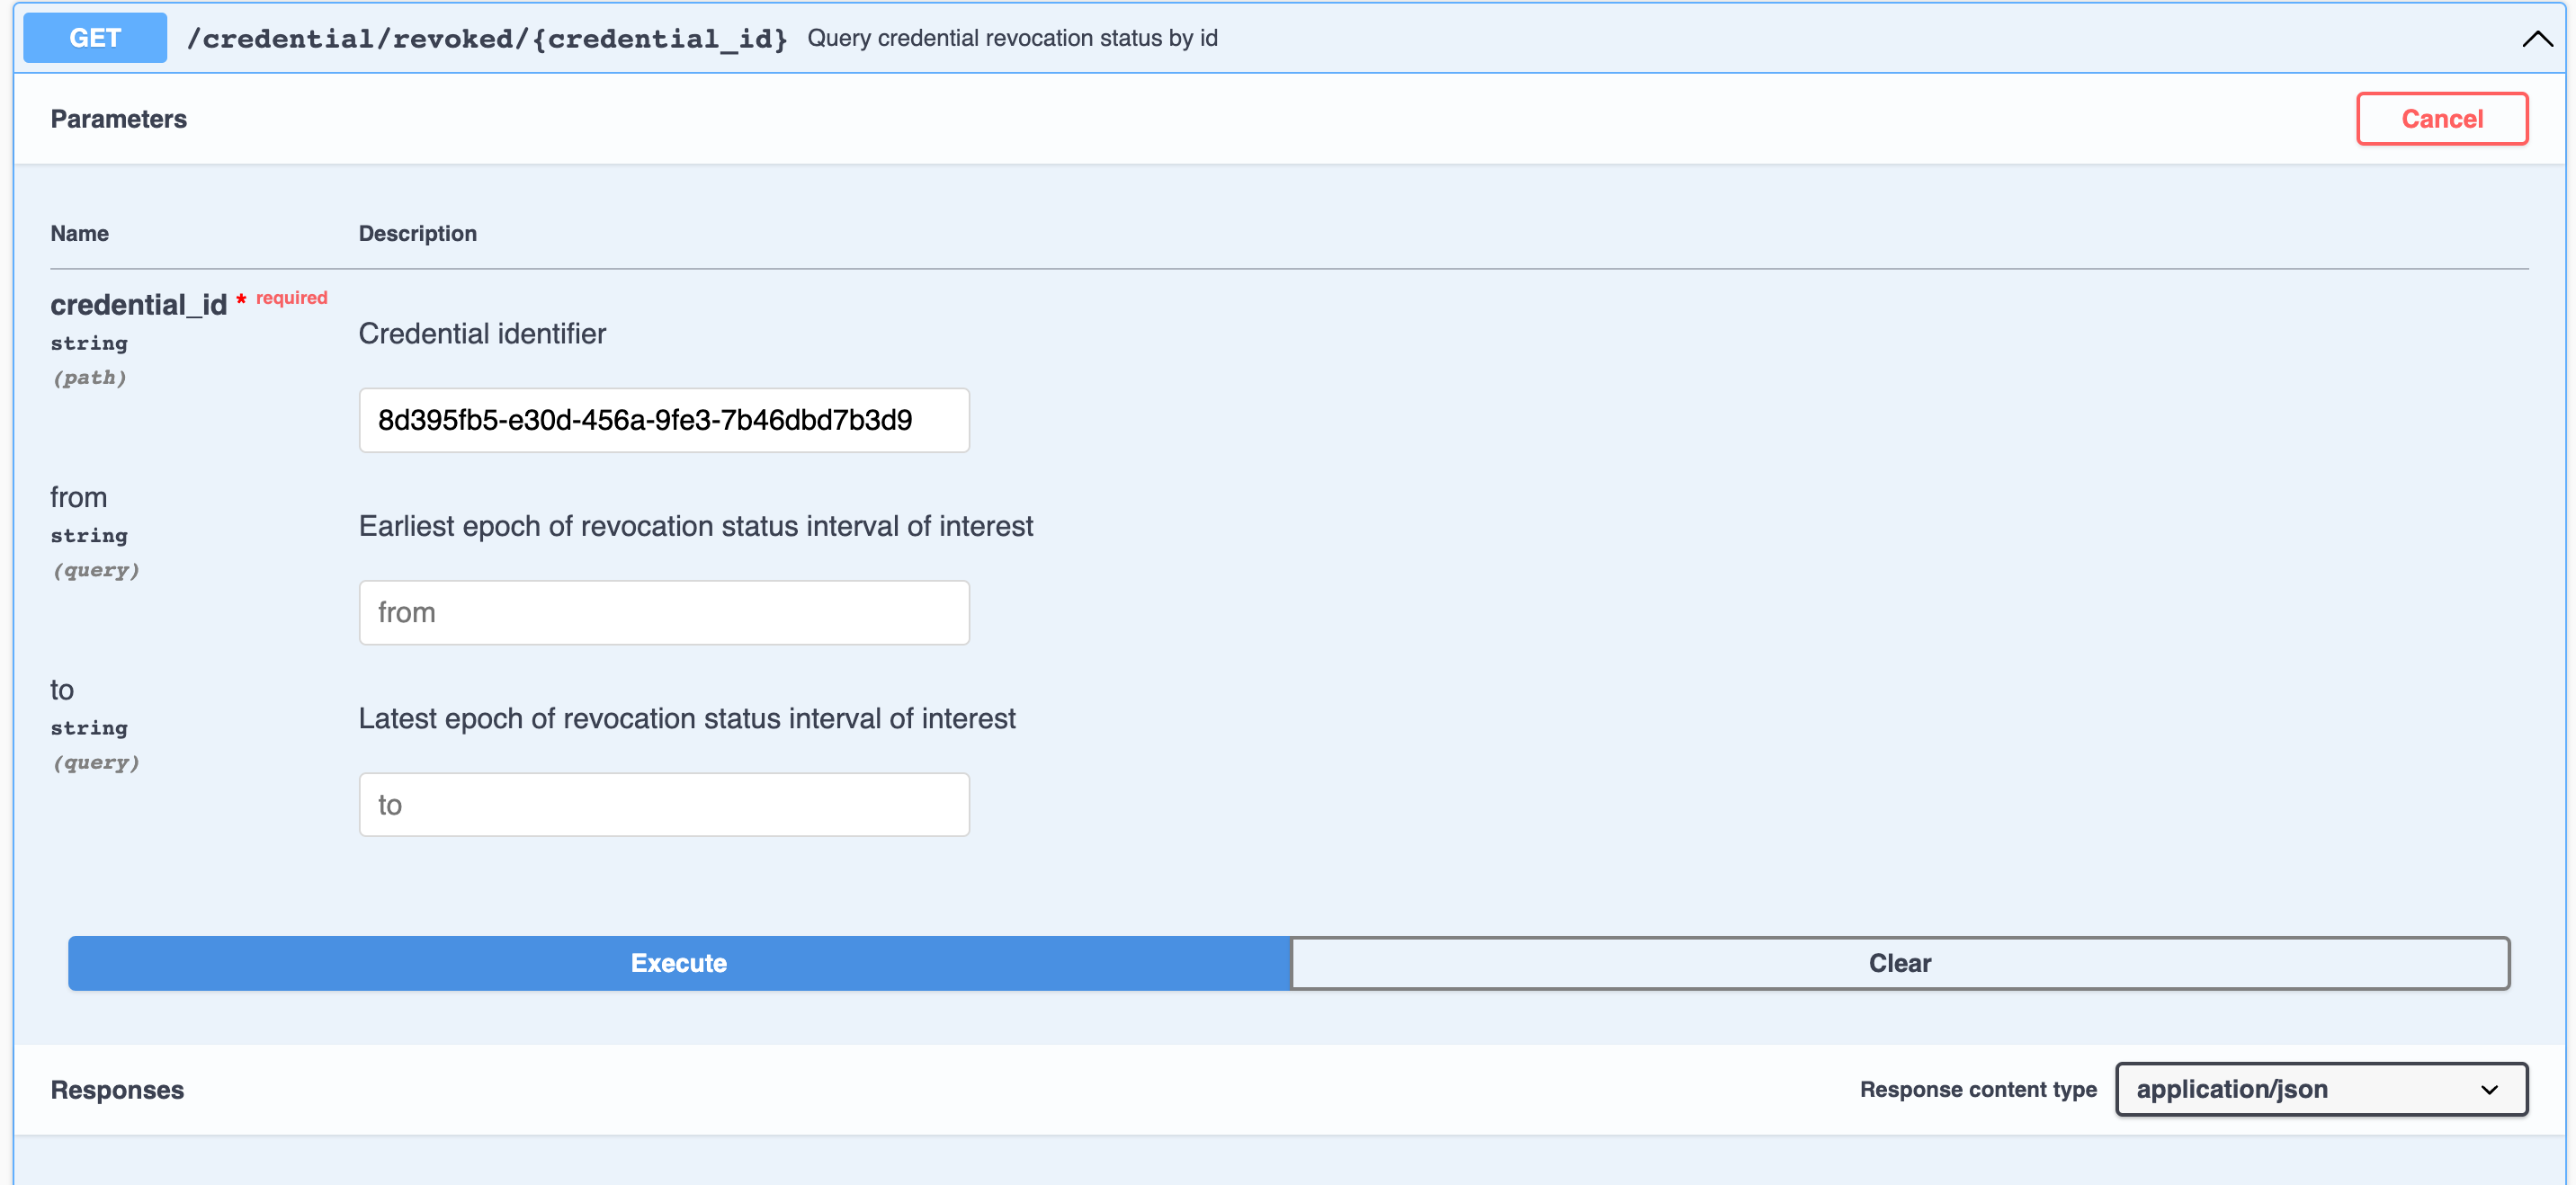 GET /credential/revoked/{credential_id} Query credential revocation status by id
Parameters Cancel
Name Description
credential_id * required
string
(path)
Credential identifier
8d395fb5-e30d-456a-9fe3-7b46dbd7b3d9
from
string
(query)
Earliest epoch of revocation status interval of interest
from
to
string
(query)
Latest epoch of revocation status interval of interest
to
Execute Clear
Responses Response content type application/json